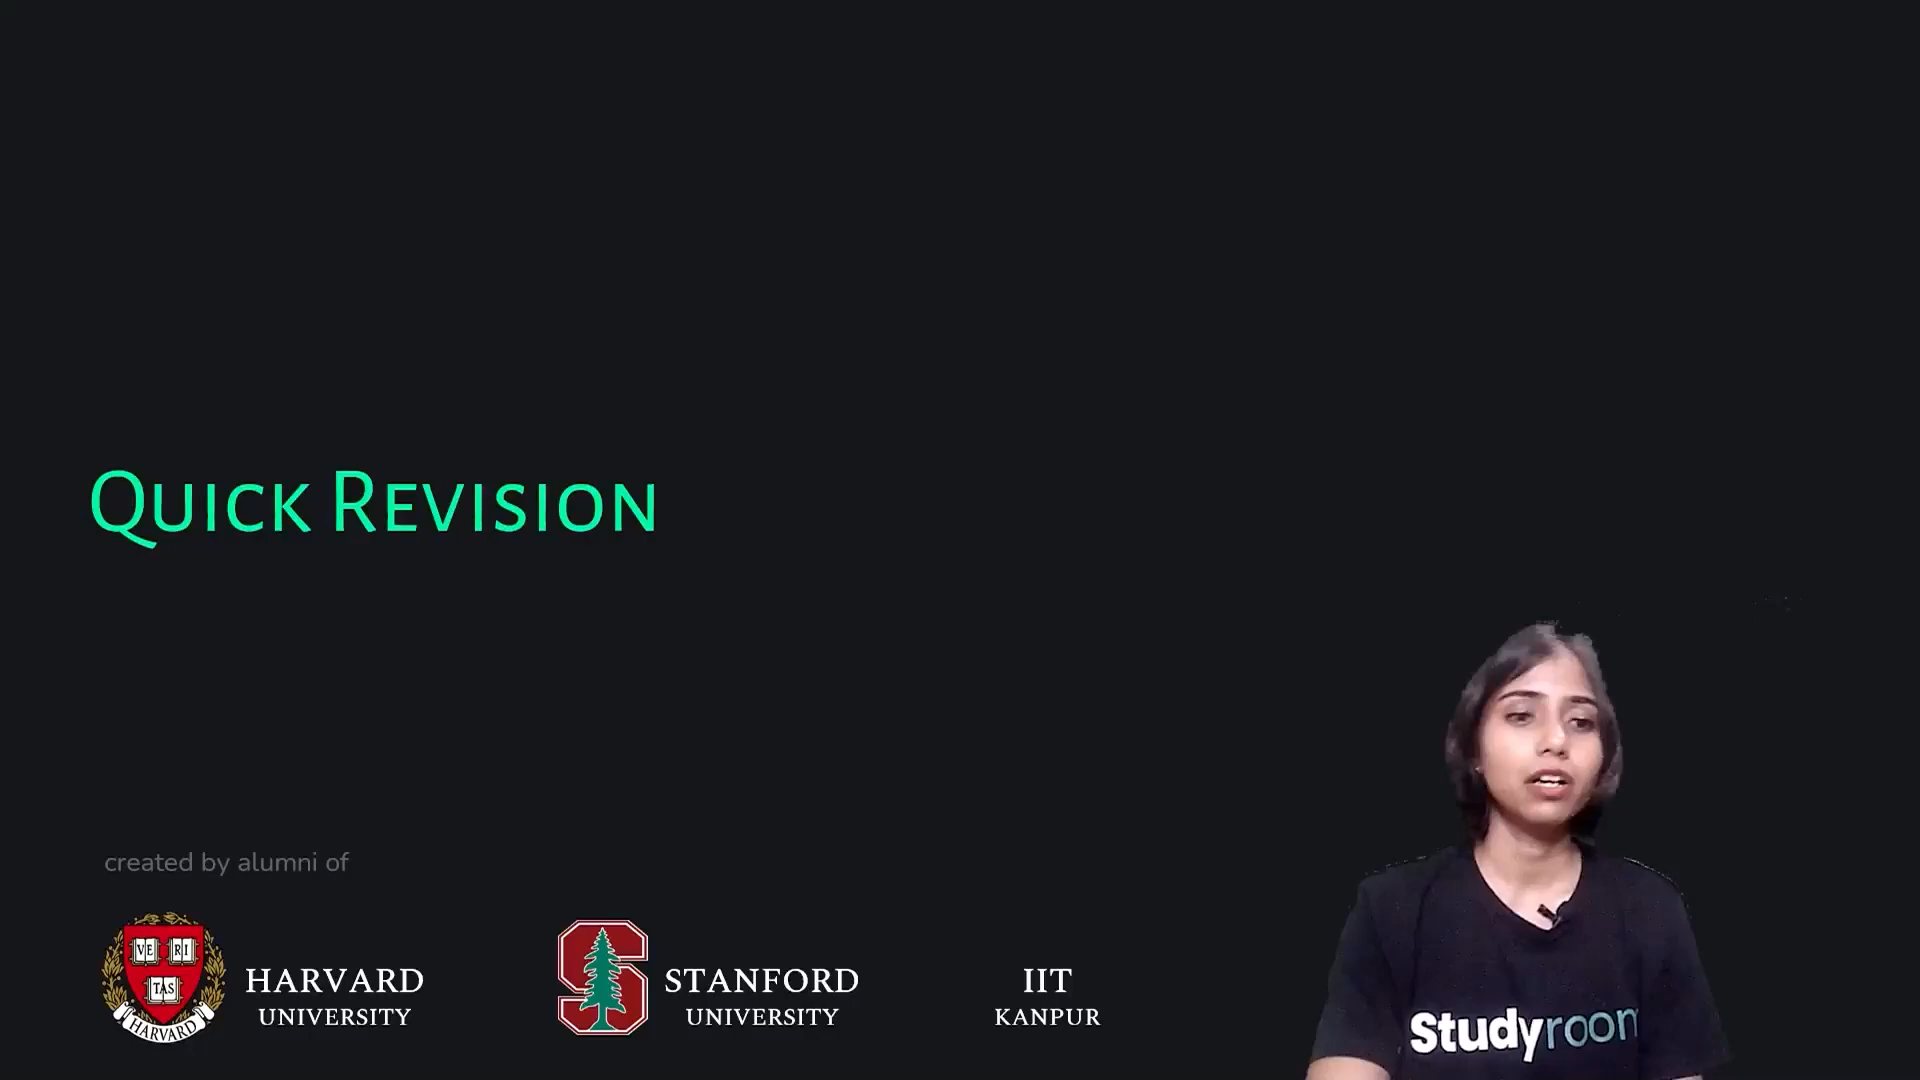 QUICK REVISION
created by alumni of
VE RI
TAS
HARVARD
HARVARD
UNIVERSITY
STANFORD
UNIVERSITY
IIT
KANPUR
Studyroom